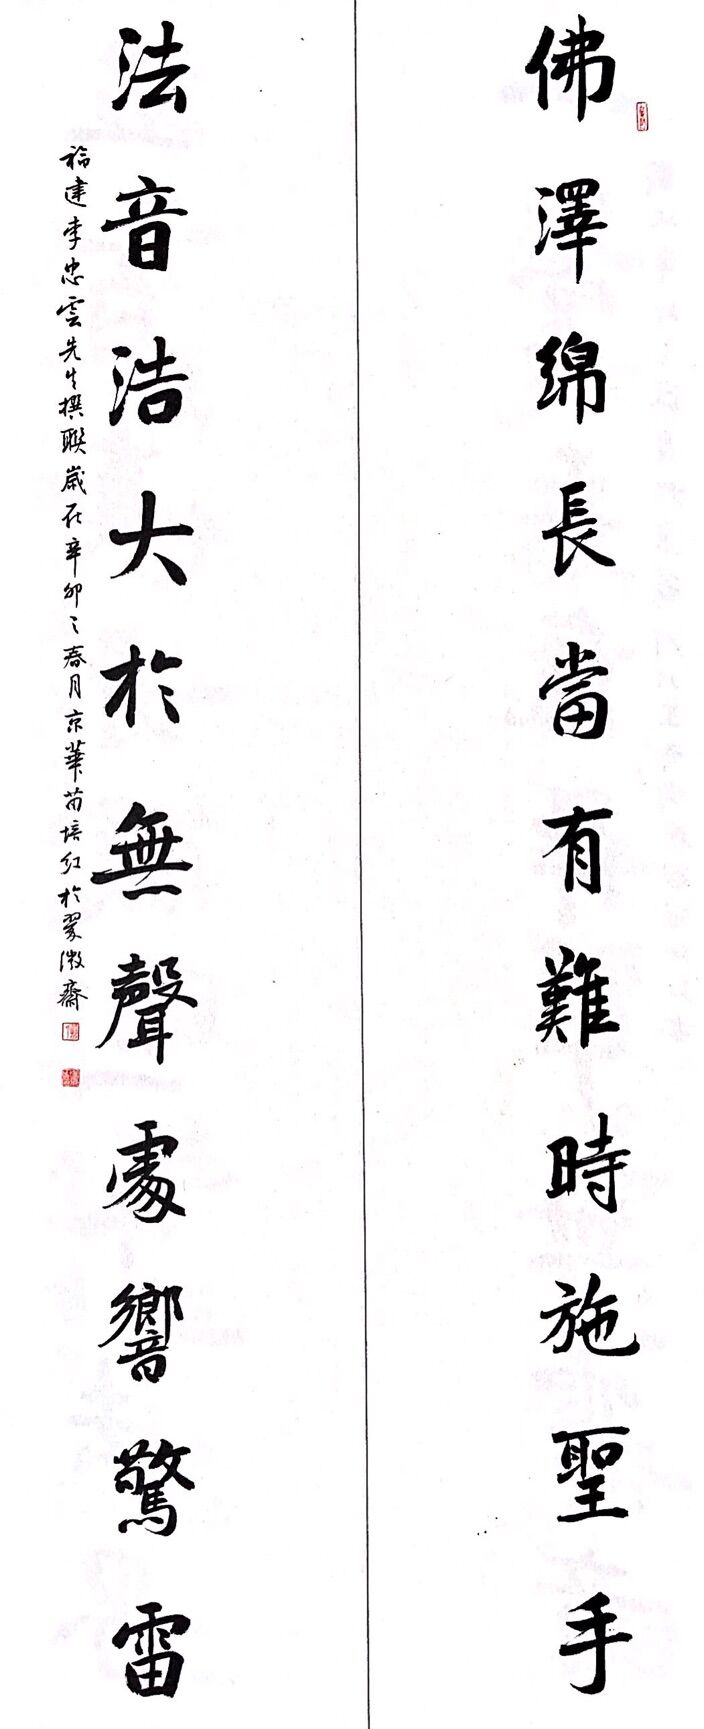 佛澤綿長當有難時施聖手
法音浩大於無聲處響驚雷
福建李忠雲先生撰聯歲在辛卯之春月京華苗培紅於翠微齋